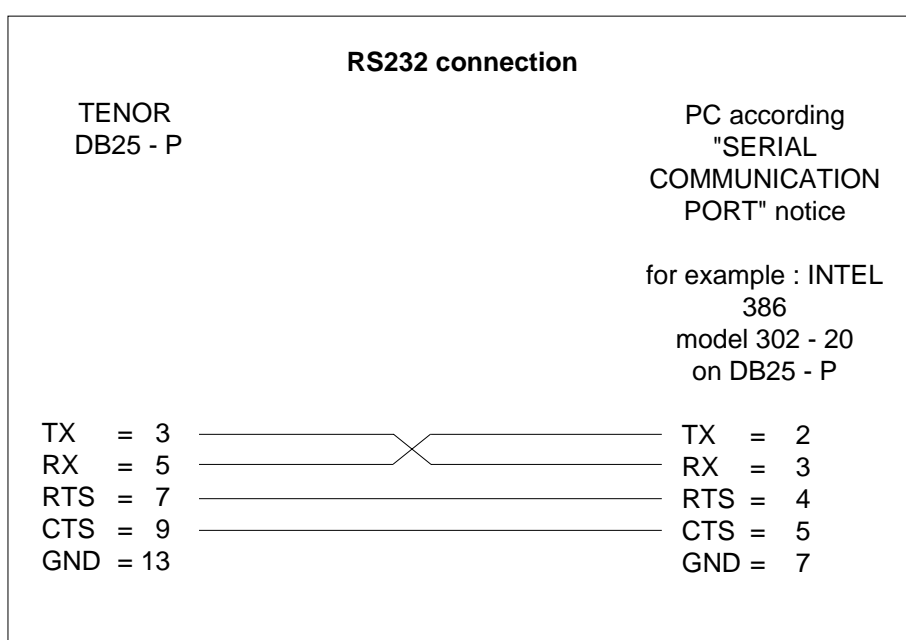 RS232 connection
TENOR
DB25 - P
PC according
"SERIAL
COMMUNICATION
PORT" notice
for example : INTEL
386
model 302 - 20
on DB25 - P
TX = 3 TX = 2
RX = 5 RX = 3
RTS = 7 RTS = 4
CTS = 9 CTS = 5
GND = 13 GND = 7